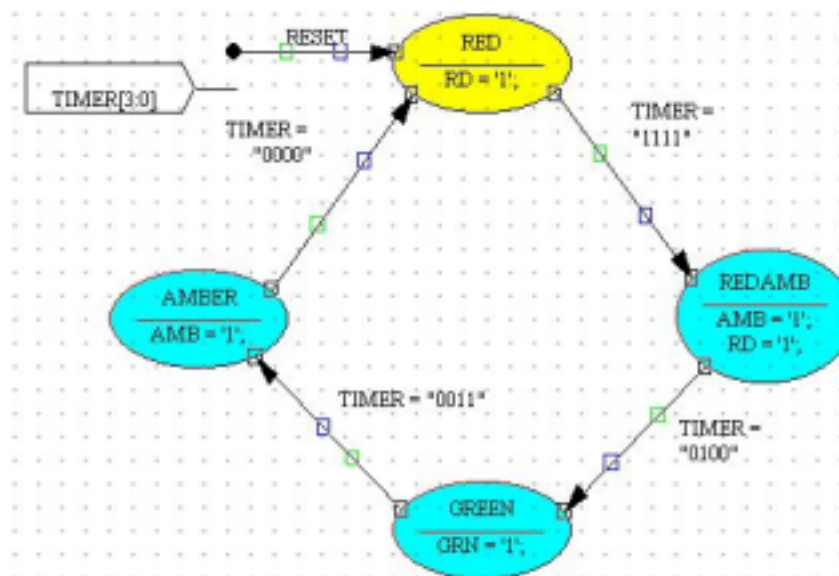 RESET
RED
RD = '1';
TIMER[3:0]
TIMER =
"0000"
TIMER =
"1111"
AMBER
AMB = '1';
REDAMB
AMB = '1';
RD = '1';
TIMER = "0011"
TIMER =
"0100"
GREEN
GRN = '1';